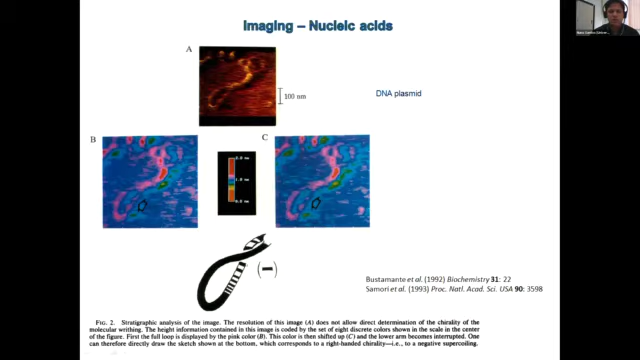 Imaging – Nucleic acids
A
100 nm
DNA plasmid
B
C
(–)
Bustamante et al. (1992) Biochemistry 31: 22
Samori et al. (1993) Proc. Nat. Acad. Sci. USA 90: 3598
FIG. 2. Stratigraphic analysis of the image. The resolution of this image (A) does not allow direct determination of the chirality of the
molecular writhing. The height information contained in this image is coded by the set of eight discrete colors shown in the scale in the center
of the figure. First the full loop is displayed by the pink color (B). This color is then shifted up (C) and the lower arm becomes interrupted. One
can therefore directly draw the sketch shown at the bottom, which corresponds to a right-handed chirality—i.e., to a negative supercoiling.